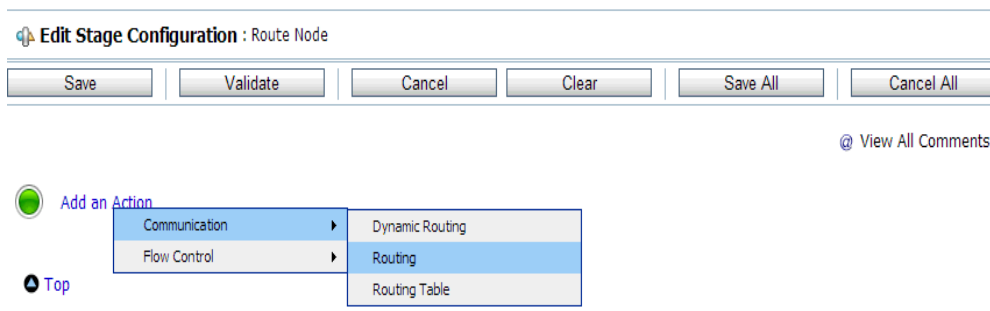 Edit Stage Configuration : Route Node
Save Validate Cancel Clear Save All Cancel All
@ View All Comments
Add an Action
Communication Dynamic Routing
Flow Control Routing
Top Routing Table